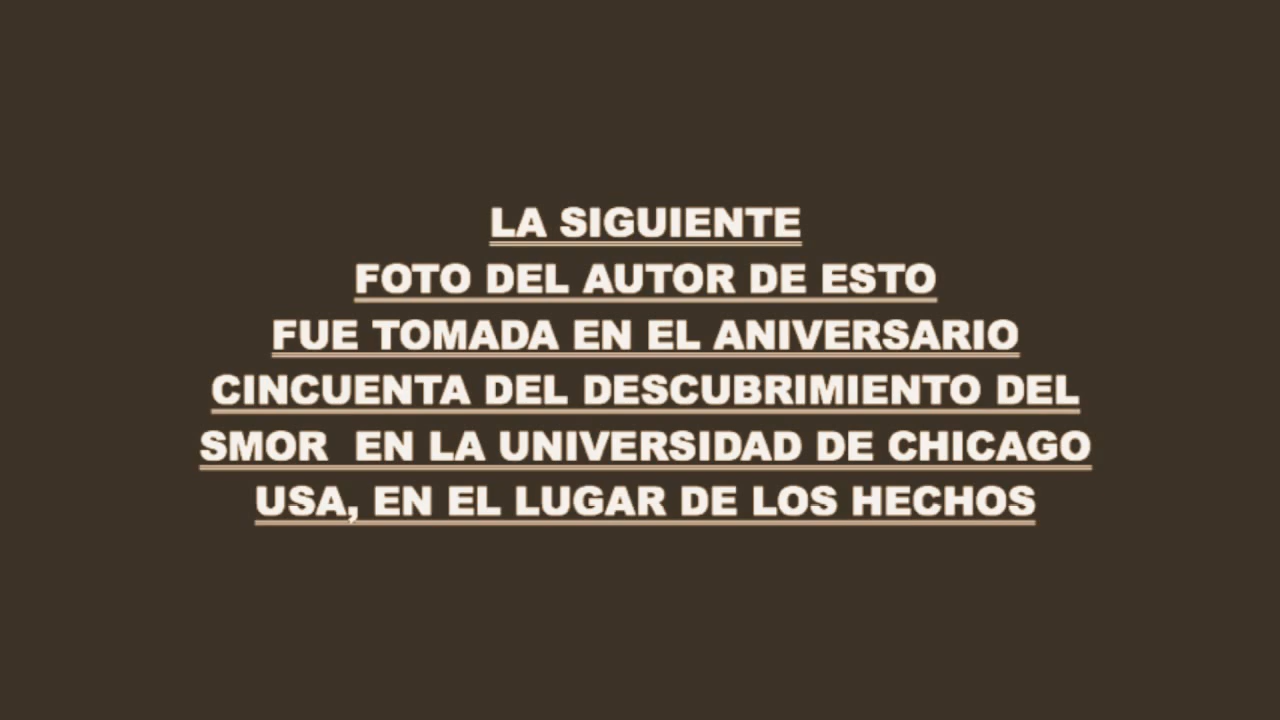 LA SIGUIENTE
FOTO DEL AUTOR DE ESTO
FUE TOMADA EN EL ANIVERSARIO
CINCUENTA DEL DESCUBRIMIENTO DEL
SMOR  EN LA UNIVERSIDAD DE CHICAGO
USA, EN EL LUGAR DE LOS HECHOS